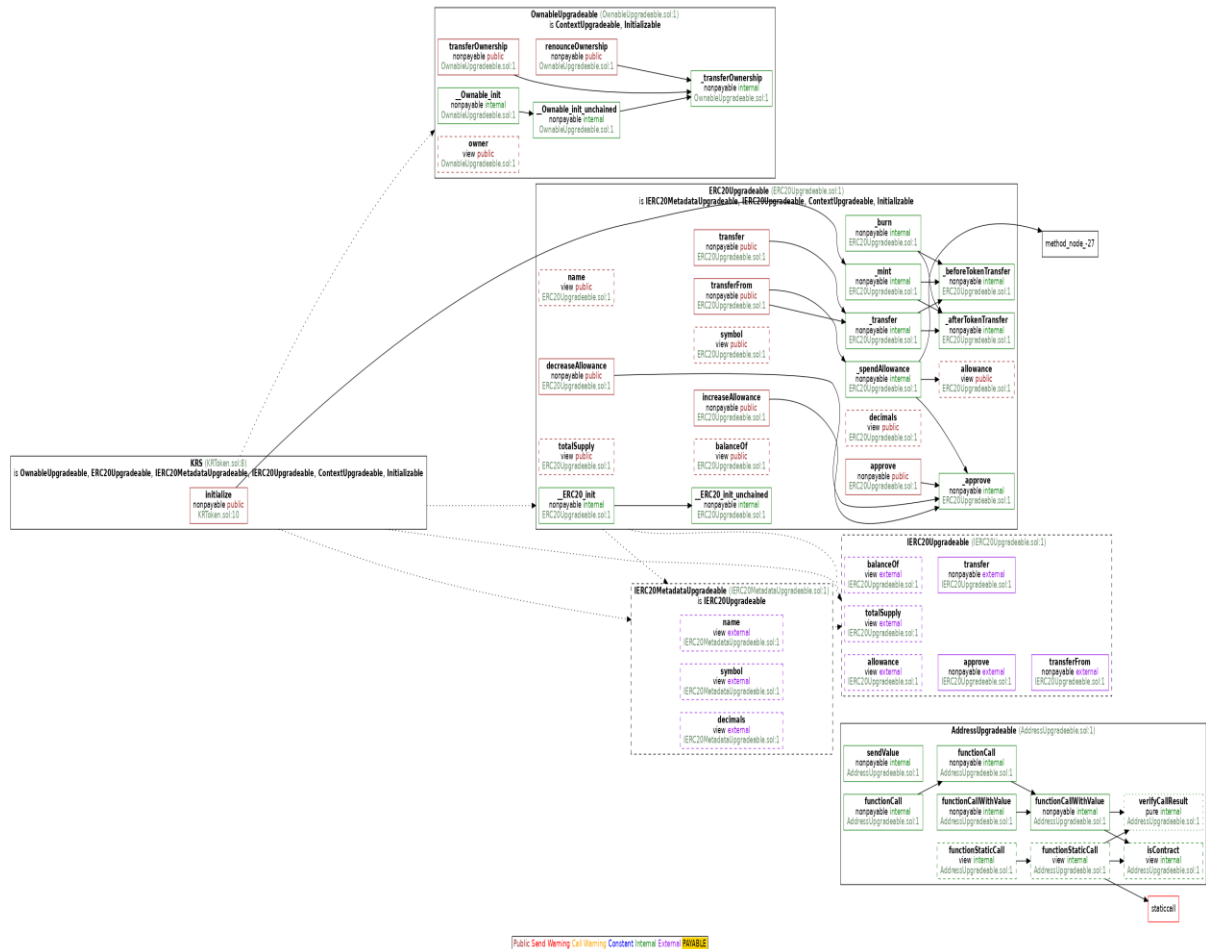 OwnableUpgradeable (OwnableUpgradeable.sol:1)
is ContextUpgradeable, Initializable
transferOwnership
nonpayable public
OwnableUpgradeable.sol:1
renounceOwnership
nonpayable public
OwnableUpgradeable.sol:1
_transferOwnership
nonpayable internal
OwnableUpgradeable.sol:1
__Ownable_init
nonpayable internal
OwnableUpgradeable.sol:1
__Ownable_init_unchained
nonpayable internal
OwnableUpgradeable.sol:1
owner
view public
OwnableUpgradeable.sol:1
ERC20Upgradeable (ERC20Upgradeable.sol:1)
is IERC20MetadataUpgradeable, IERC20Upgradeable, ContextUpgradeable, Initializable
_burn
nonpayable internal
ERC20Upgradeable.sol:1
transfer
nonpayable public
ERC20Upgradeable.sol:1
method_node_-27
name
view public
ERC20Upgradeable.sol:1
transferFrom
nonpayable public
ERC20Upgradeable.sol:1
_mint
nonpayable internal
ERC20Upgradeable.sol:1
_beforeTokenTransfer
nonpayable internal
ERC20Upgradeable.sol:1
_transfer
nonpayable internal
ERC20Upgradeable.sol:1
_afterTokenTransfer
nonpayable internal
ERC20Upgradeable.sol:1
symbol
view public
ERC20Upgradeable.sol:1
decreaseAllowance
nonpayable public
ERC20Upgradeable.sol:1
_spendAllowance
nonpayable internal
ERC20Upgradeable.sol:1
allowance
view public
ERC20Upgradeable.sol:1
increaseAllowance
nonpayable public
ERC20Upgradeable.sol:1
decimals
view public
ERC20Upgradeable.sol:1
totalSupply
view public
ERC20Upgradeable.sol:1
balanceOf
view public
ERC20Upgradeable.sol:1
approve
nonpayable public
ERC20Upgradeable.sol:1
_approve
nonpayable internal
ERC20Upgradeable.sol:1
__ERC20_init
nonpayable internal
ERC20Upgradeable.sol:1
__ERC20_init_unchained
nonpayable internal
ERC20Upgradeable.sol:1
KRS (KRToken.sol:8)
is OwnableUpgradeable, ERC20Upgradeable, IERC20MetadataUpgradeable, IERC20Upgradeable, ContextUpgradeable, Initializable
initialize
nonpayable public
KRToken.sol:10
IERC20Upgradeable (IERC20Upgradeable.sol:1)
balanceOf
view external
IERC20Upgradeable.sol:1
transfer
nonpayable external
IERC20Upgradeable.sol:1
totalSupply
view external
IERC20Upgradeable.sol:1
allowance
view external
IERC20Upgradeable.sol:1
approve
nonpayable external
IERC20Upgradeable.sol:1
transferFrom
nonpayable external
IERC20Upgradeable.sol:1
IERC20MetadataUpgradeable (IERC20MetadataUpgradeable.sol:1)
is IERC20Upgradeable
name
view external
IERC20MetadataUpgradeable.sol:1
symbol
view external
IERC20MetadataUpgradeable.sol:1
decimals
view external
IERC20MetadataUpgradeable.sol:1
AddressUpgradeable (AddressUpgradeable.sol:1)
sendValue
nonpayable internal
AddressUpgradeable.sol:1
functionCall
nonpayable internal
AddressUpgradeable.sol:1
functionCall
nonpayable internal
AddressUpgradeable.sol:1
functionCallWithValue
nonpayable internal
AddressUpgradeable.sol:1
functionCallWithValue
nonpayable internal
AddressUpgradeable.sol:1
verifyCallResult
pure internal
AddressUpgradeable.sol:1
functionStaticCall
view internal
AddressUpgradeable.sol:1
functionStaticCall
view internal
AddressUpgradeable.sol:1
isContract
view internal
AddressUpgradeable.sol:1
staticcall
Public Send Warning Call Warning Constant Internal External PAYABLE